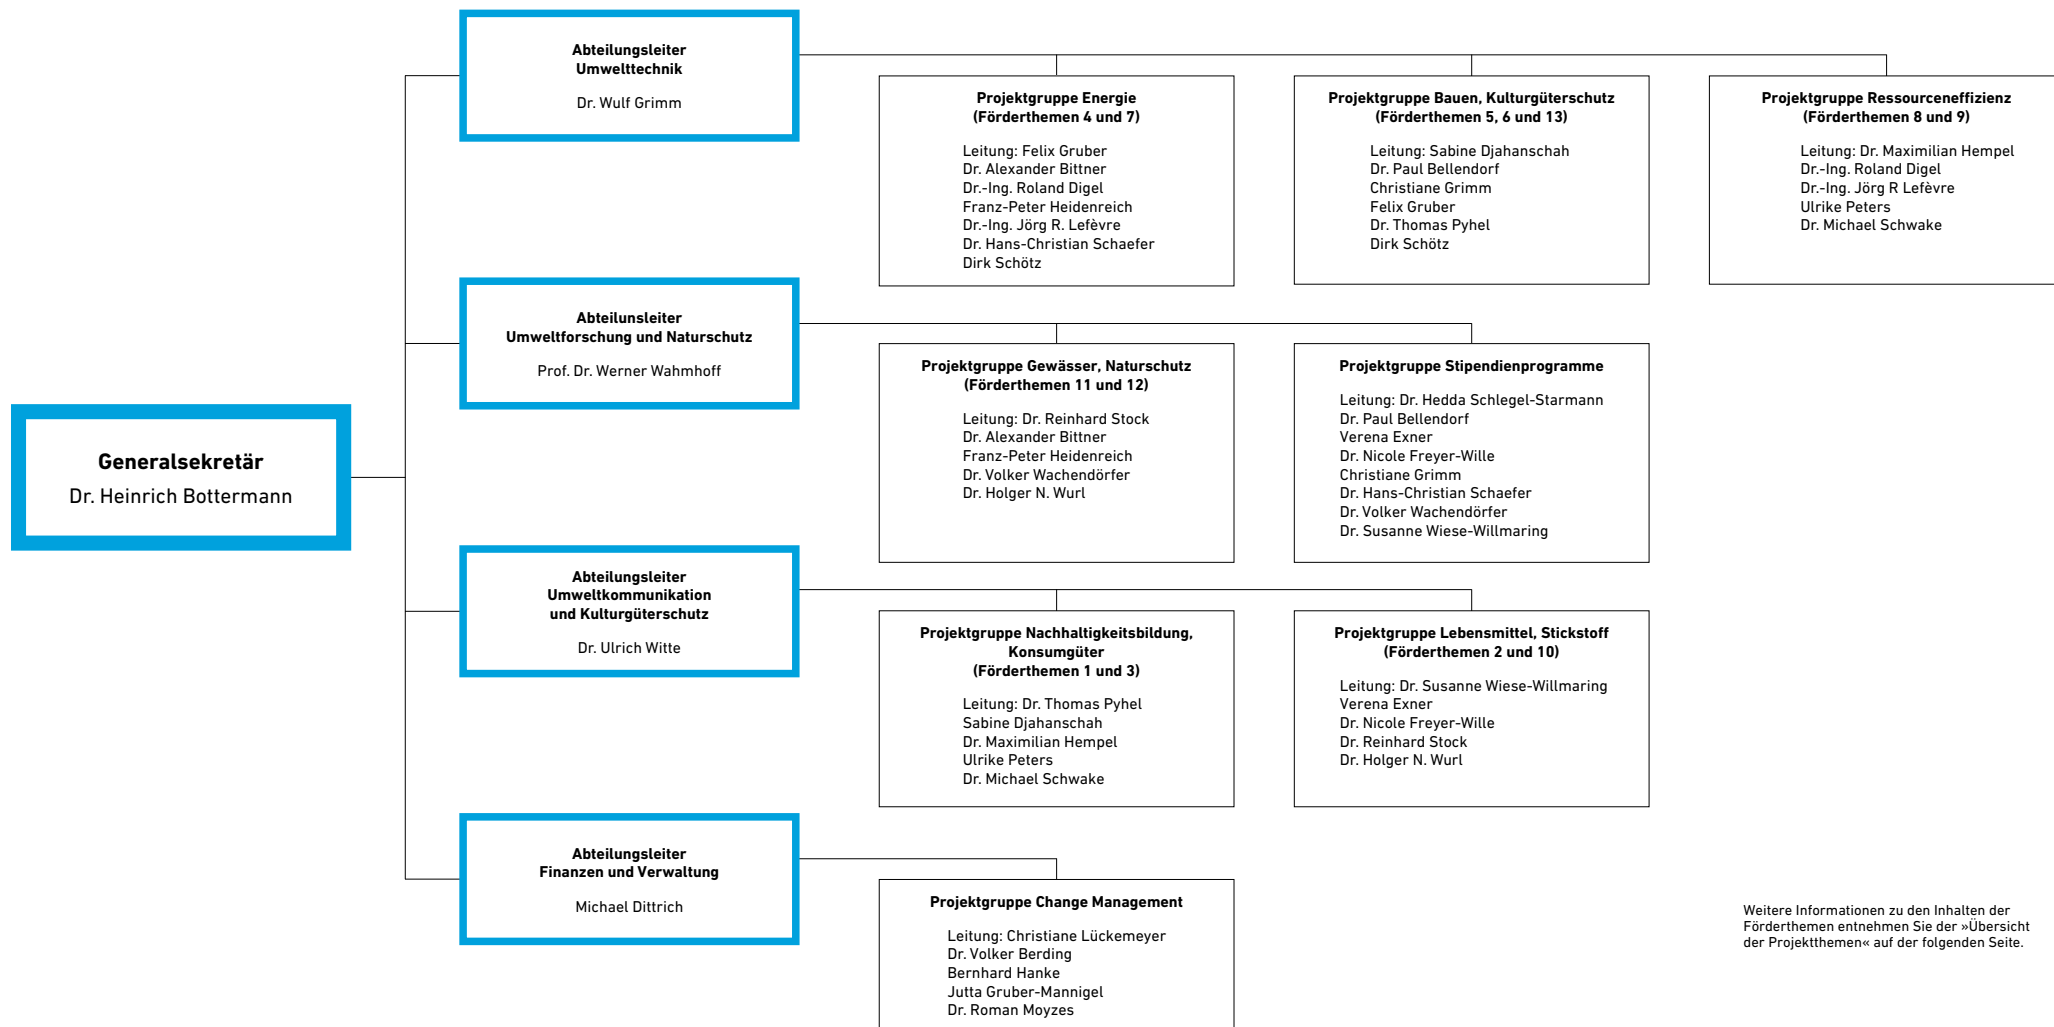 Generalsekretär
Dr. Heinrich Bottermann
Abteilungsleiter
Umwelttechnik
Dr. Wulf Grimm
Projektgruppe Energie
(Förderthemen 4 und 7)
Leitung: Felix Gruber
Dr. Alexander Bittner
Dr.-Ing. Roland Digel
Franz-Peter Heidenreich
Dr.-Ing. Jörg R. Lefèvre
Dr. Hans-Christian Schaefer
Dirk Schötz
Projektgruppe Bauen, Kulturgüterschutz
(Förderthemen 5, 6 und 13)
Leitung: Sabine Djahanschah
Dr. Paul Bellendorf
Christiane Grimm
Felix Gruber
Dr. Thomas Pyhel
Dirk Schötz
Projektgruppe Ressourceneffizienz
(Förderthemen 8 und 9)
Leitung: Dr. Maximilian Hempel
Dr.-Ing. Roland Digel
Dr.-Ing. Jörg R Lefèvre
Ulrike Peters
Dr. Michael Schwake
Abteilunsleiter
Umweltforschung und Naturschutz
Prof. Dr. Werner Wahmhoff
Projektgruppe Gewässer, Naturschutz
(Förderthemen 11 und 12)
Leitung: Dr. Reinhard Stock
Dr. Alexander Bittner
Franz-Peter Heidenreich
Dr. Volker Wachendörfer
Dr. Holger N. Wurl
Projektgruppe Stipendienprogramme
Leitung: Dr. Hedda Schlegel-Starmann
Dr. Paul Bellendorf
Verena Exner
Dr. Nicole Freyer-Wille
Christiane Grimm
Dr. Hans-Christian Schaefer
Dr. Volker Wachendörfer
Dr. Susanne Wiese-Willmaring
Abteilungsleiter
Umweltkommunikation
und Kulturgüterschutz
Dr. Ulrich Witte
Projektgruppe Nachhaltigkeitsbildung,
Konsumgüter
(Förderthemen 1 und 3)
Leitung: Dr. Thomas Pyhel
Sabine Djahanschah
Dr. Maximilian Hempel
Ulrike Peters
Dr. Michael Schwake
Projektgruppe Lebensmittel, Stickstoff
(Förderthemen 2 und 10)
Leitung: Dr. Susanne Wiese-Willmaring
Verena Exner
Dr. Nicole Freyer-Wille
Dr. Reinhard Stock
Dr. Holger N. Wurl
Abteilungsleiter
Finanzen und Verwaltung
Michael Dittrich
Projektgruppe Change Management
Leitung: Christiane Lückemeyer
Dr. Volker Berding
Bernhard Hanke
Jutta Gruber-Mannigel
Dr. Roman Moyzes
Weitere Informationen zu den Inhalten der
Förderthemen entnehmen Sie der »Übersicht
der Projektthemen« auf der folgenden Seite.